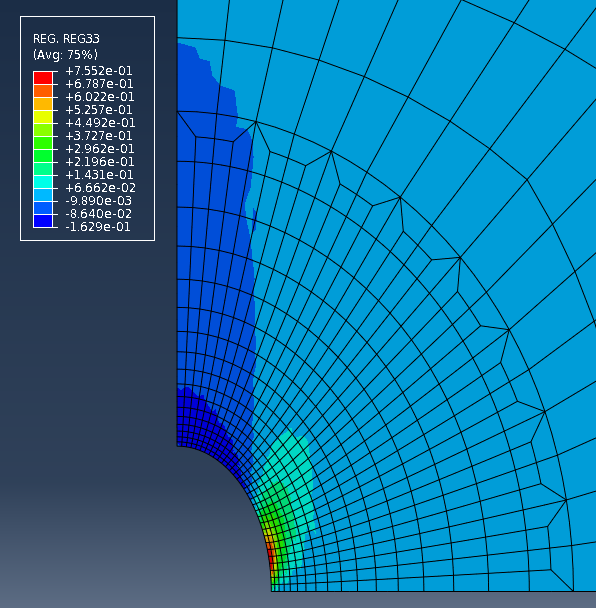 REG. REG33
(Avg: 75%)
+7.552e-01
+6.787e-01
+6.022e-01
+5.257e-01
+4.492e-01
+3.727e-01
+2.962e-01
+2.196e-01
+1.431e-01
+6.662e-02
-9.890e-03
-8.640e-02
-1.629e-01